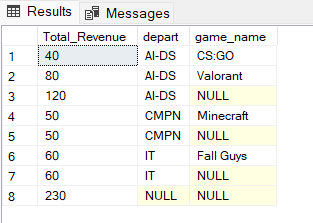 Results Messages
Total_Revenue depart game_name
1 40 AI-DS CS:GO
2 80 AI-DS Valorant
3 120 AI-DS NULL
4 50 CMPN Minecraft
5 50 CMPN NULL
6 60 IT Fall Guys
7 60 IT NULL
8 230 NULL NULL